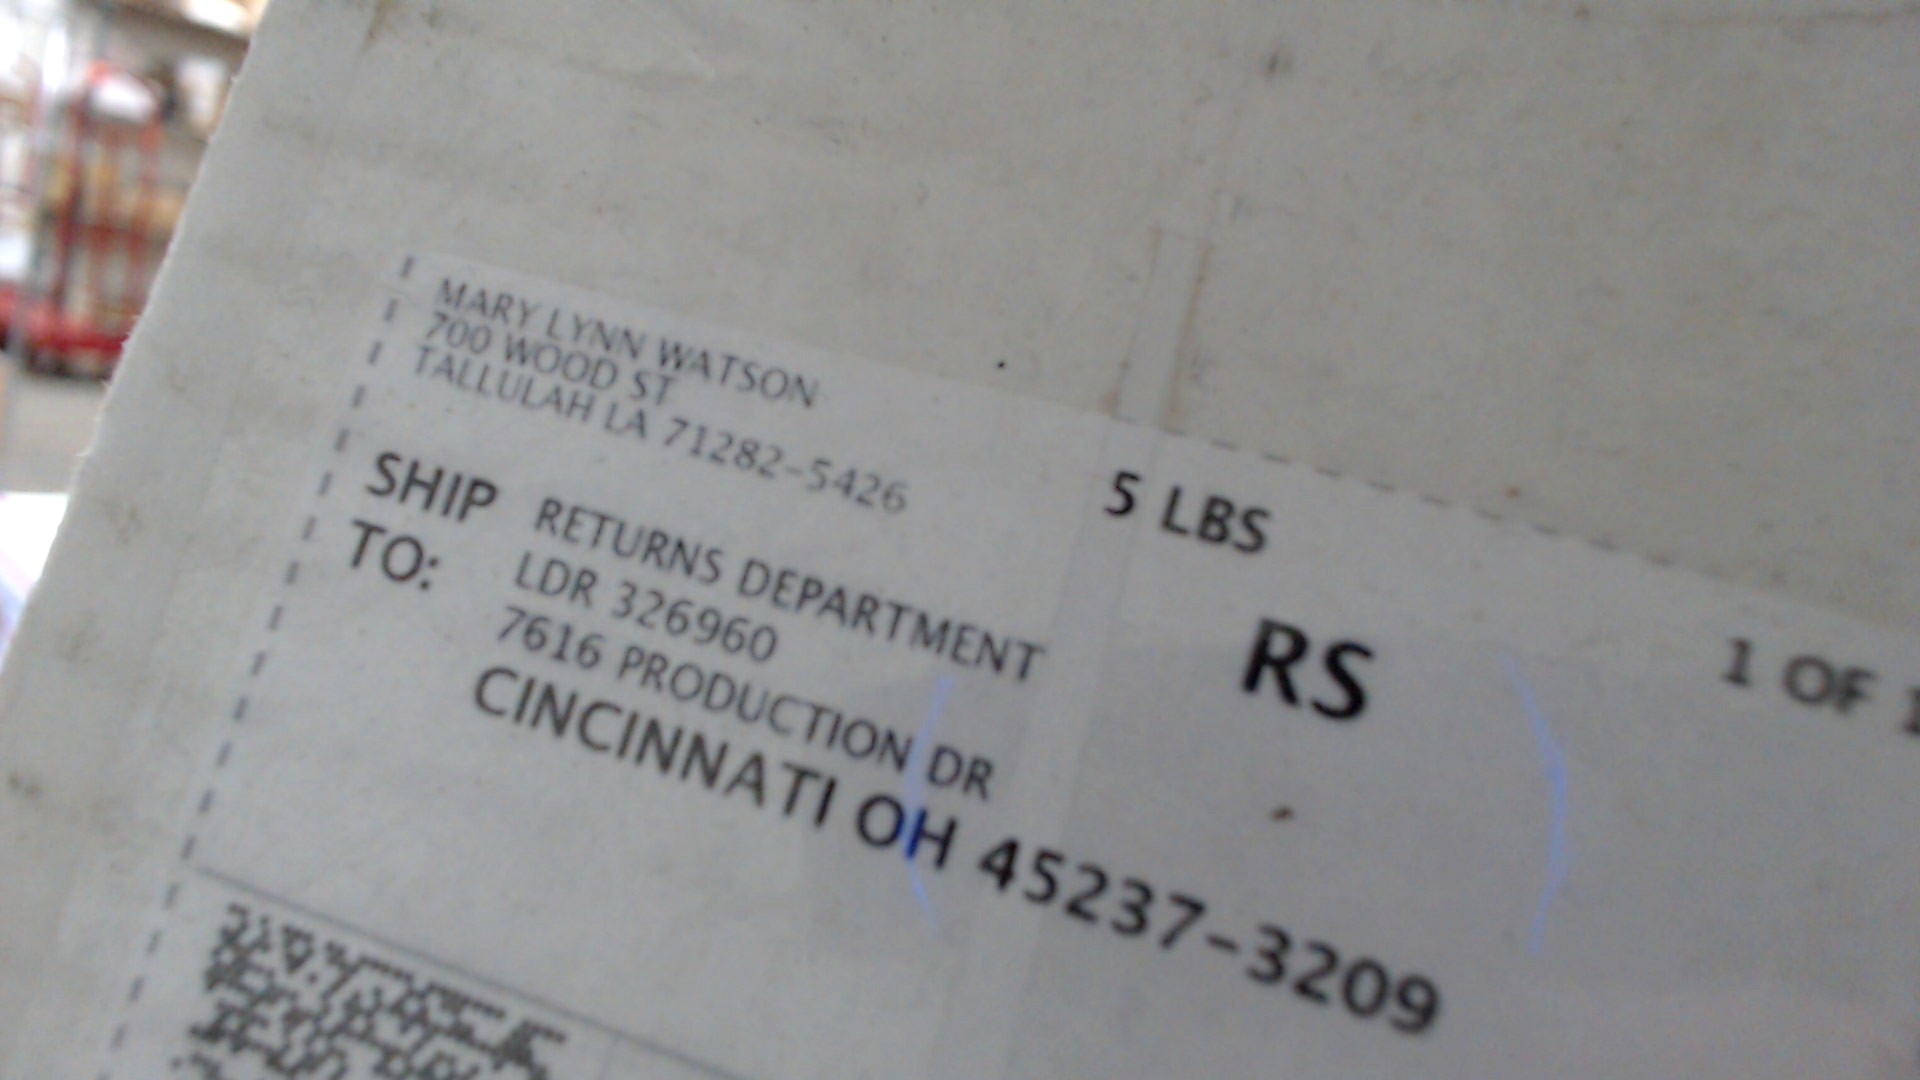 MARY LYNN WATSON
700 WOOD ST
TALLULAH LA 71282-5426
5 LBS
RS
1 OF 1
SHIP TO:
RETURNS DEPARTMENT
LDR 326960
7616 PRODUCTION DR
CINCINNATI OH 45237-3209